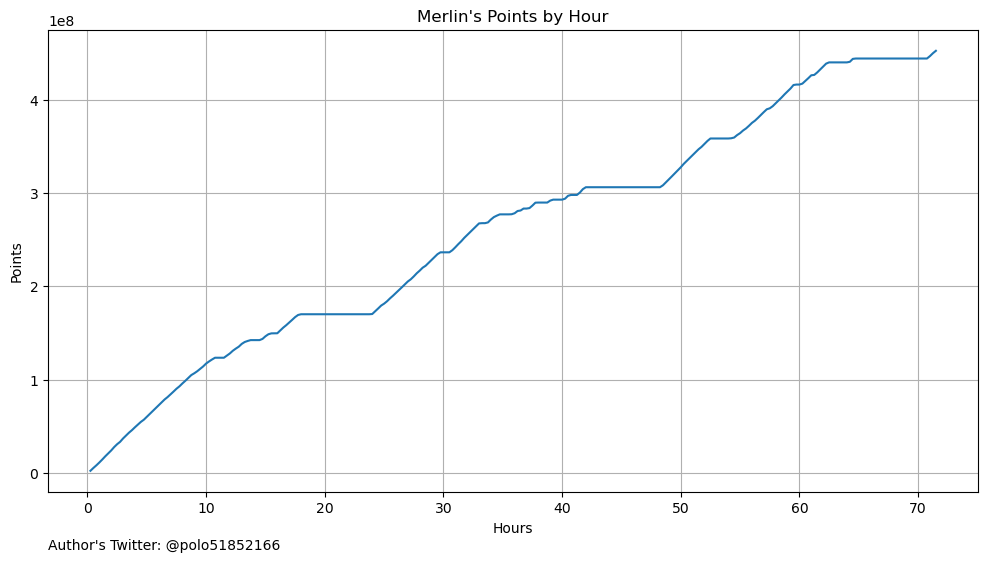 Merlin's Points by Hour
1e8
4
3
2
1
0
Points
0 10 20 30 40 50 60 70
Hours
Author's Twitter: @polo51852166